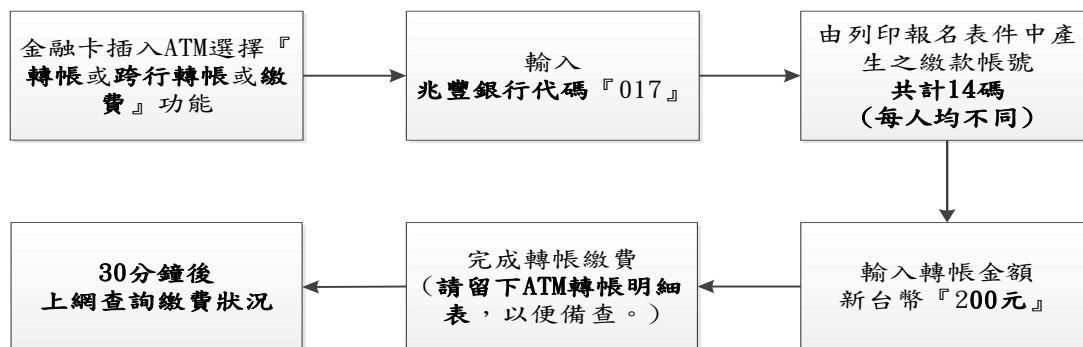 金融卡插入ATM選擇『
轉帳或跨行轉帳或繳
費』功能
輸入
兆豐銀行代碼『017』
由列印報名表件中產
生之繳款帳號
共計14碼
(每人均不同)
輸入轉帳金額
新台幣『200元』
完成轉帳繳費
(請留下ATM轉帳明細
表，以便備查。)
30分鐘後
上網查詢繳費狀況